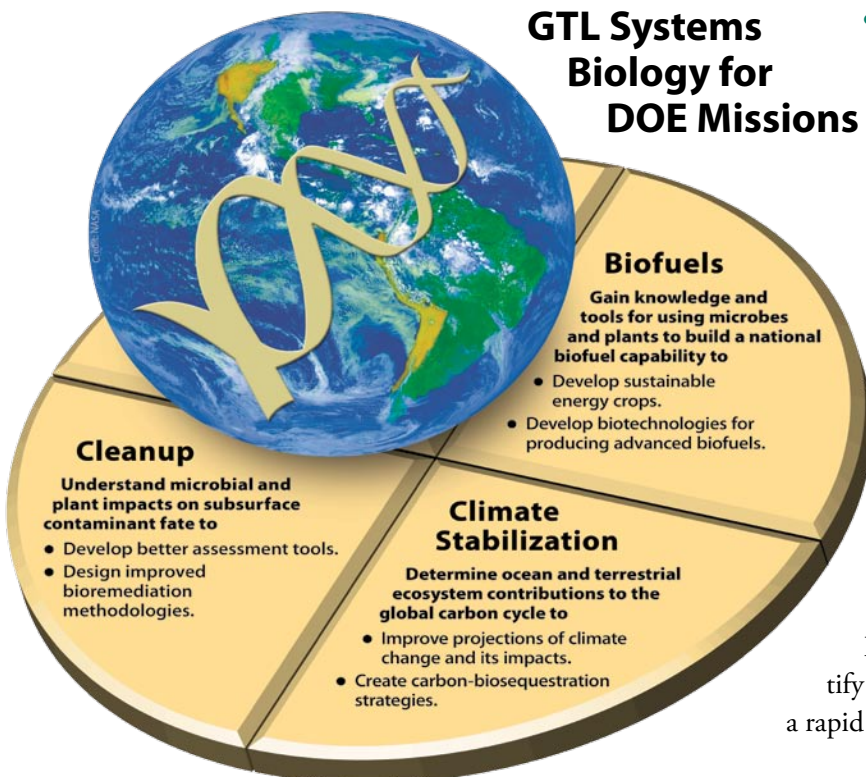 GTL Systems
Biology for
DOE Missions
Credit: NASA
Biofuels
Gain knowledge and
tools for using microbes
and plants to build a national
biofuel capability to
• Develop sustainable
energy crops.
• Develop biotechnologies for
producing advanced biofuels.
Cleanup
Understand microbial and
plant impacts on subsurface
contaminant fate to
• Develop better assessment tools.
• Design improved
bioremediation
methodologies.
Climate
Stabilization
Determine ocean and terrestrial
ecosystem contributions to the
global carbon cycle to
• Improve projections of climate
change and its impacts.
• Create carbon-biosequestration
strategies.
tify
a rapid